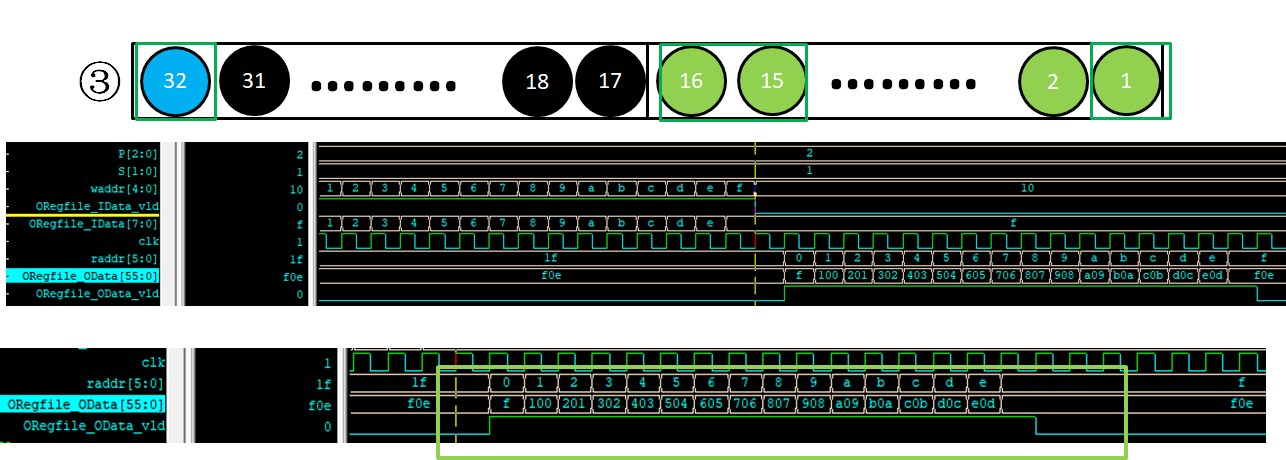 ③ 32 31 ......... 18 17 16 15 ......... 2 1
P[2:0] 2 2
S[1:0] 1 1
waddr[4:0] 10 1 2 3 4 5 6 7 8 9 a b c d e f 10
ORegfile_IData_vld 0
ORegfile_IData[7:0] f 1 2 3 4 5 6 7 8 9 a b c d e f
clk 1
raddr[5:0] 1f 1f 0 1 2 3 4 5 6 7 8 9 a b c d e f
ORegfile_OData[55:0] f0e f0e f 100 201 302 403 504 605 706 807 908 a09 b0a c0b d0c e0d f0e
ORegfile_OData_vld 0
clk 1
raddr[5:0] 1f 1f 0 1 2 3 4 5 6 7 8 9 a b c d e f
ORegfile_OData[55:0] f0e f0e f 100 201 302 403 504 605 706 807 908 a09 b0a c0b d0c e0d f0e
ORegfile_OData_vld 0